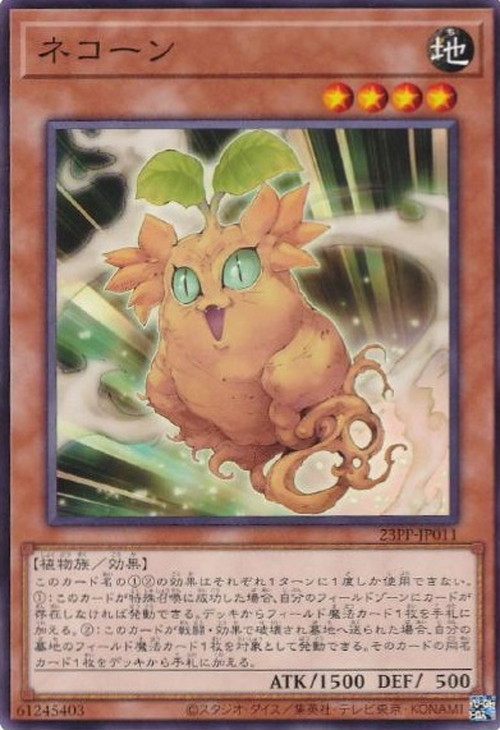 ネコーン
地
23PP-JP011
【植物族/効果】
このカード名の①②の効果はそれぞれ1ターンに1度しか使用できない。
①:このカードが特殊召喚に成功した場合、自分のフィールドゾーンにカードが
存在しなければ発動できる。デッキからフィールド魔法カード1枚を手札に
加える。②:このカードが戦闘・効果で破壊され墓地へ送られた場合、自分の
墓地のフィールド魔法カード1枚を対象として発動できる。そのカードの同名
カード1枚をデッキから手札に加える。
ATK/1500 DEF/ 500
61245403 ©スタジオ・ダイス/集英社・テレビ東京・KONAMI